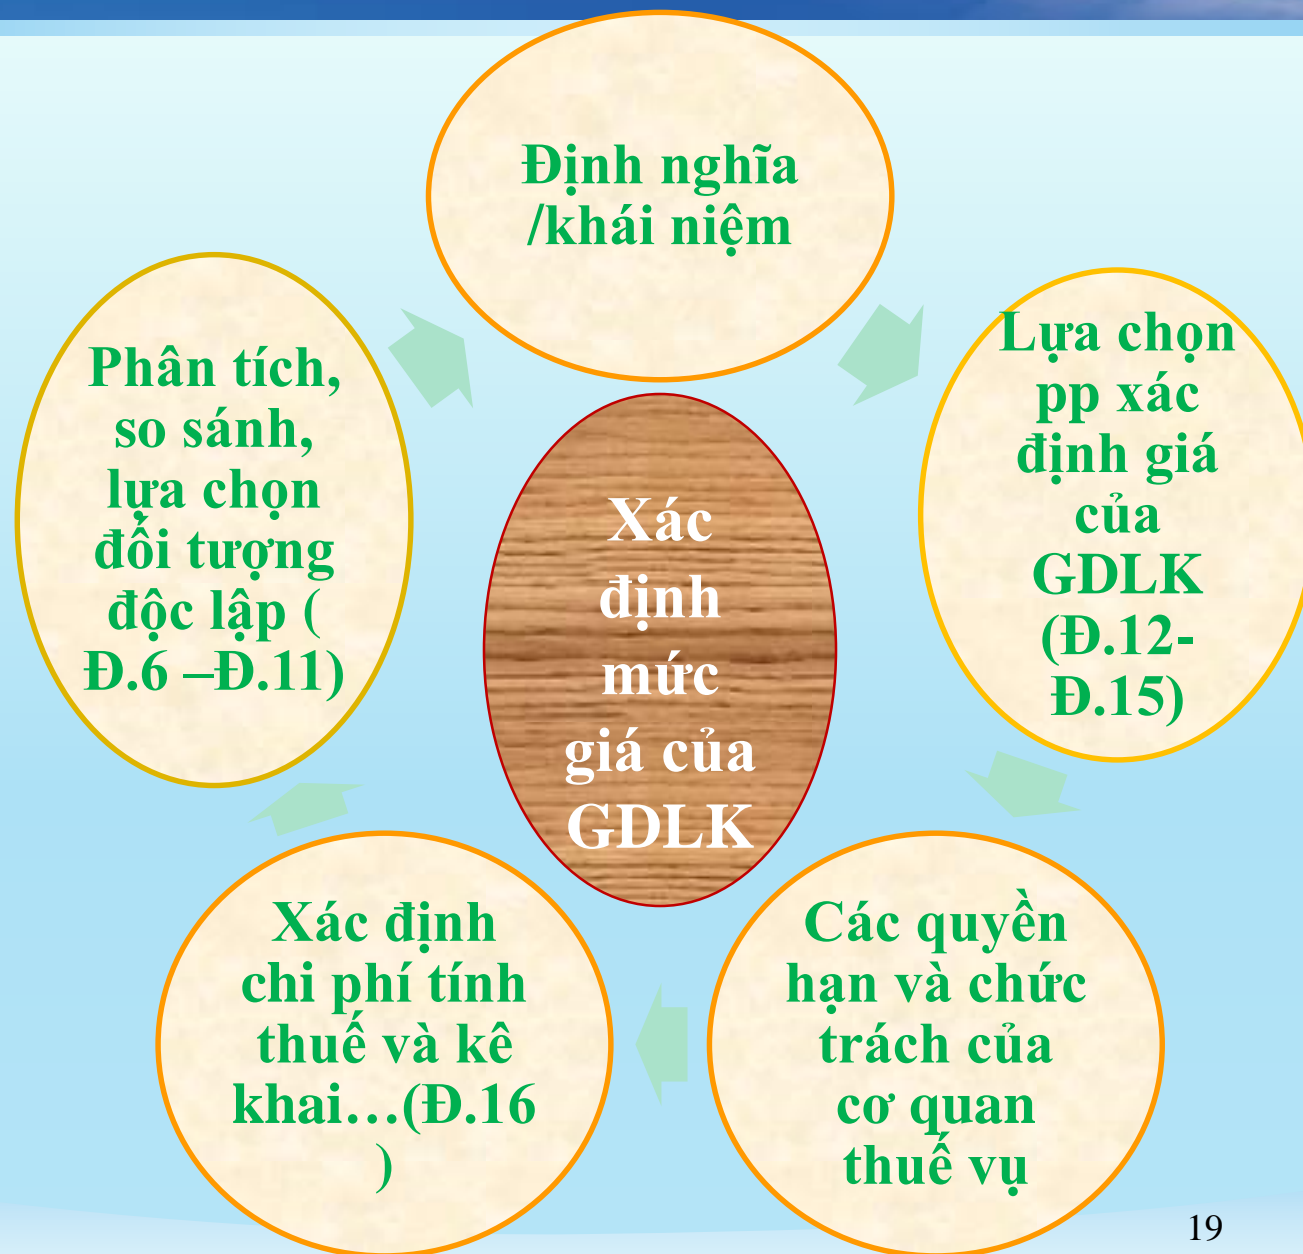 Định nghĩa
/khái niệm
Lựa chọn
pp xác
định giá
của
GDLK
(Đ.12-
Đ.15)
Các quyền
hạn và chức
trách của
cơ quan
thuế vụ
Xác định
chi phí tính
thuế và kê
khai…(Đ.16
)
Phân tích,
so sánh,
lựa chọn
đối tượng
độc lập (
Đ.6 –Đ.11)
Xác
định
mức
giá của
GDLK
19